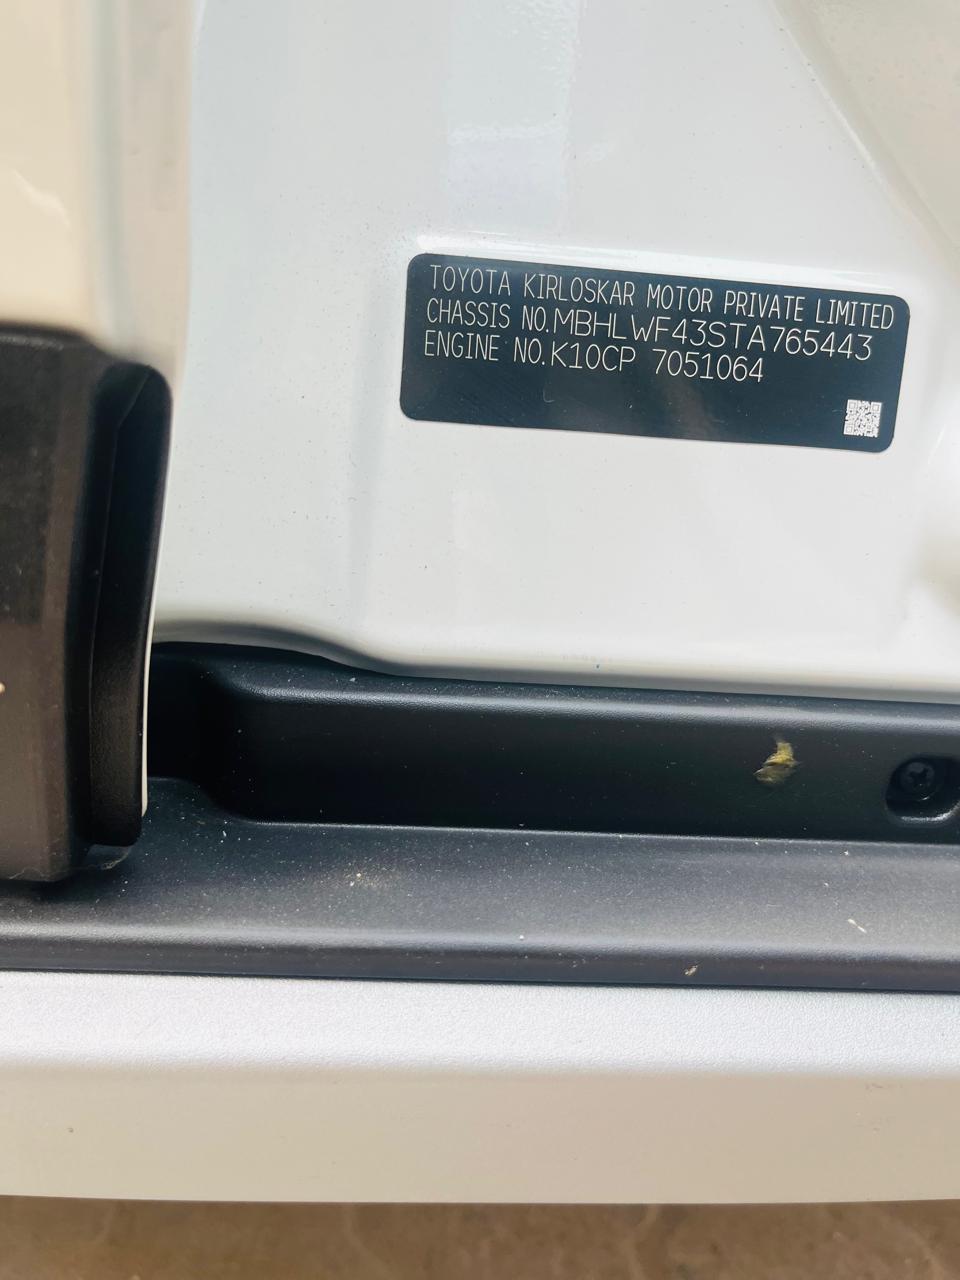 TOYOTA KIRLOSKAR MOTOR PRIVATE LIMITED
CHASSIS NO.MBHLWF43STA765443
ENGINE NO.K10CP 7051064